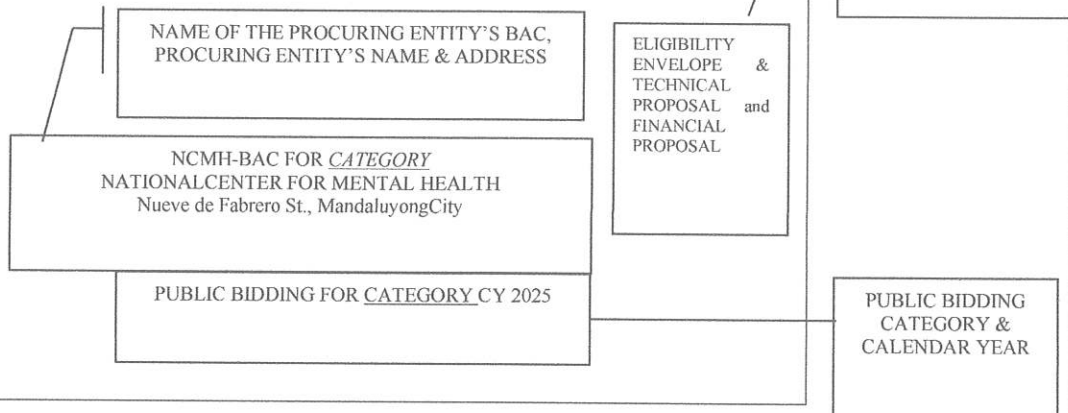 NAME OF THE PROCURING ENTITY'S BAC,
PROCURING ENTITY'S NAME & ADDRESS
ELIGIBILITY
ENVELOPE &
TECHNICAL
PROPOSAL and
FINANCIAL
PROPOSAL
NCMH-BAC FOR CATEGORY
NATIONALCENTER FOR MENTAL HEALTH
Nueve de Fabrero St., MandaluyongCity
PUBLIC BIDDING FOR CATEGORY CY 2025
PUBLIC BIDDING
CATEGORY &
CALENDAR YEAR